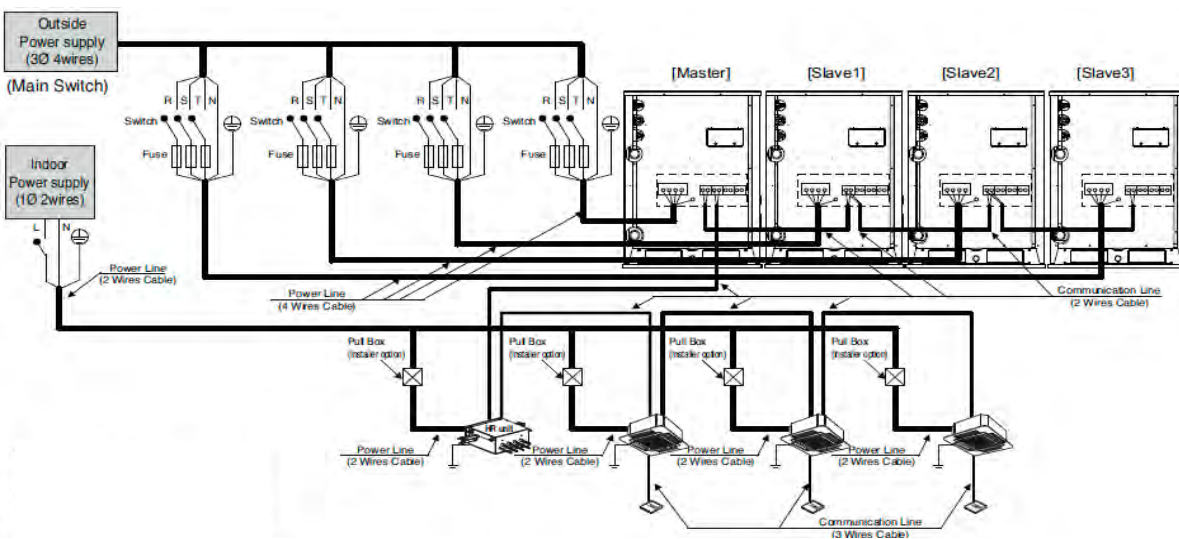 Outside
Power supply
(3Ø 4wires)
(Main Switch)
R S T N
R S T N
R S T N
R S T N
Switch
Switch
Switch
Switch
Fuse
Fuse
Fuse
Fuse
[Master]
[Slave1]
[Slave2]
[Slave3]
Indoor
Power supply
(1Ø 2wires)
L N
Power Line
(2 Wires Cable)
Power Line
(4 Wires Cable)
Communication Line
(2 Wires Cable)
Pull Box
(Installer option)
Pull Box
(Installer option)
Pull Box
(Installer option)
Pull Box
(Installer option)
HR unit
Power Line
(2 Wires Cable)
Power Line
(2 Wires Cable)
Power Line
(2 Wires Cable)
Power Line
(2 Wires Cable)
Communication Line
(3 Wires Cable)